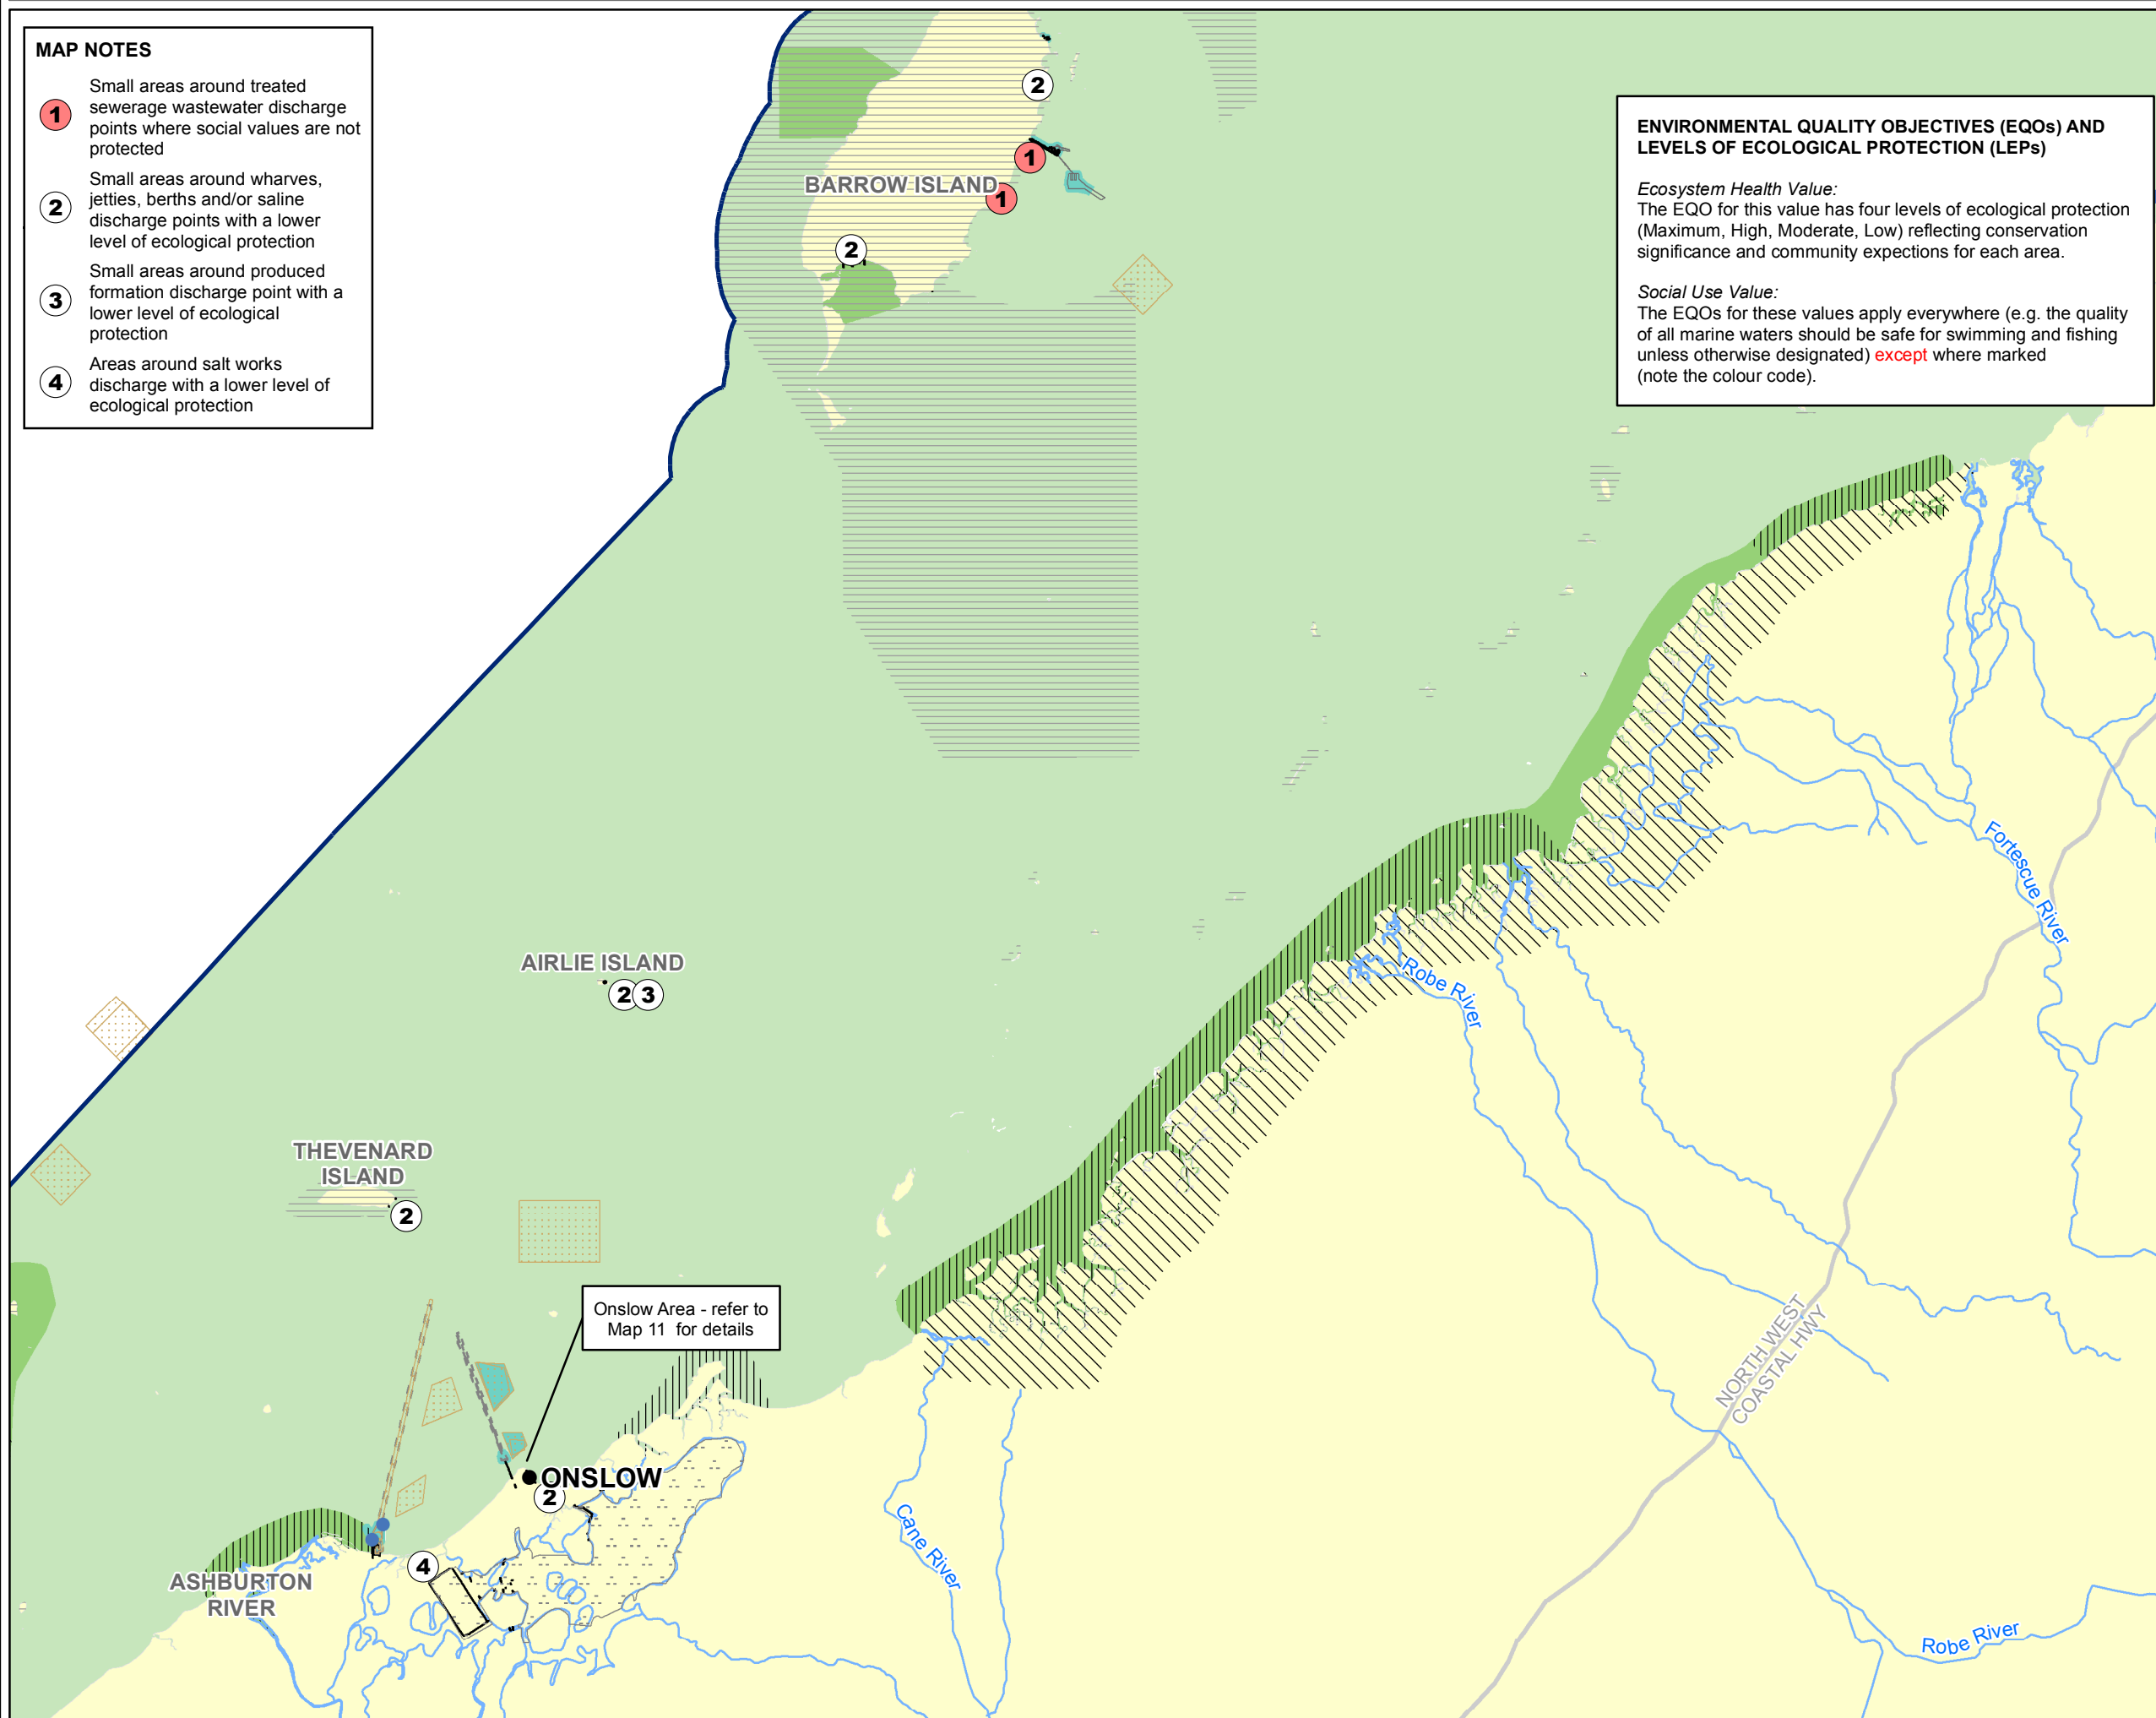 MAP NOTES
1
Small areas around treated
sewerage wastewater discharge
points where social values are not
protected
2
Small areas around wharves,
jetties, berths and/or saline
discharge points with a lower
level of ecological protection
3
Small areas around produced
formation discharge point with a
lower level of ecological
protection
4
Areas around salt works
discharge with a lower level of
ecological protection
ENVIRONMENTAL QUALITY OBJECTIVES (EQOs) AND
LEVELS OF ECOLOGICAL PROTECTION (LEPs)
Ecosystem Health Value:
The EQO for this value has four levels of ecological protection
(Maximum, High, Moderate, Low) reflecting conservation
significance and community expections for each area.
Social Use Value:
The EQOs for these values apply everywhere (e.g. the quality
of all marine waters should be safe for swimming and fishing
unless otherwise designated) except where marked
(note the colour code).
2
1
BARROW ISLAND
1
2
Fortescue River
AIRLIE ISLAND
2 3
Robe River
THEVENARD
ISLAND
2
Onslow Area - refer to
Map 11 for details
NORTH WEST
COASTAL HWY
ONSLOW
2
Cane River
4
ASHBURTON
RIVER
Robe River